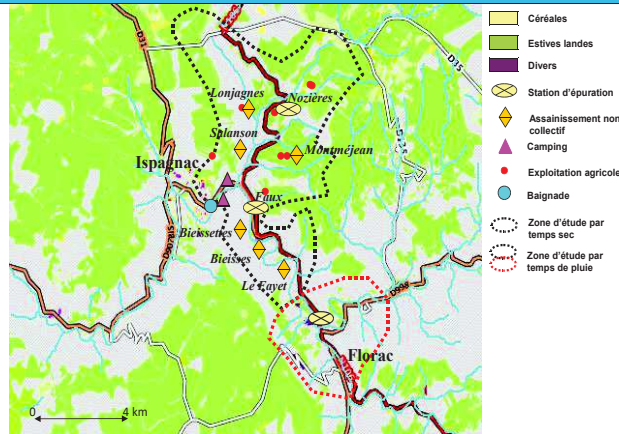 Céréales
Estives landes
Divers
Station d'épuration
Assainissement non
collectif
Camping
Exploitation agricole
Baignade
Zone d'étude par
temps sec
Zone d'étude par
temps de pluie
D31
D35
Lonjagnes
Nozières
Salanson
Montméjean
Ispagnac
Faux
Bieissettes
Bieisses
Le Fayet
Florac
0
4 km